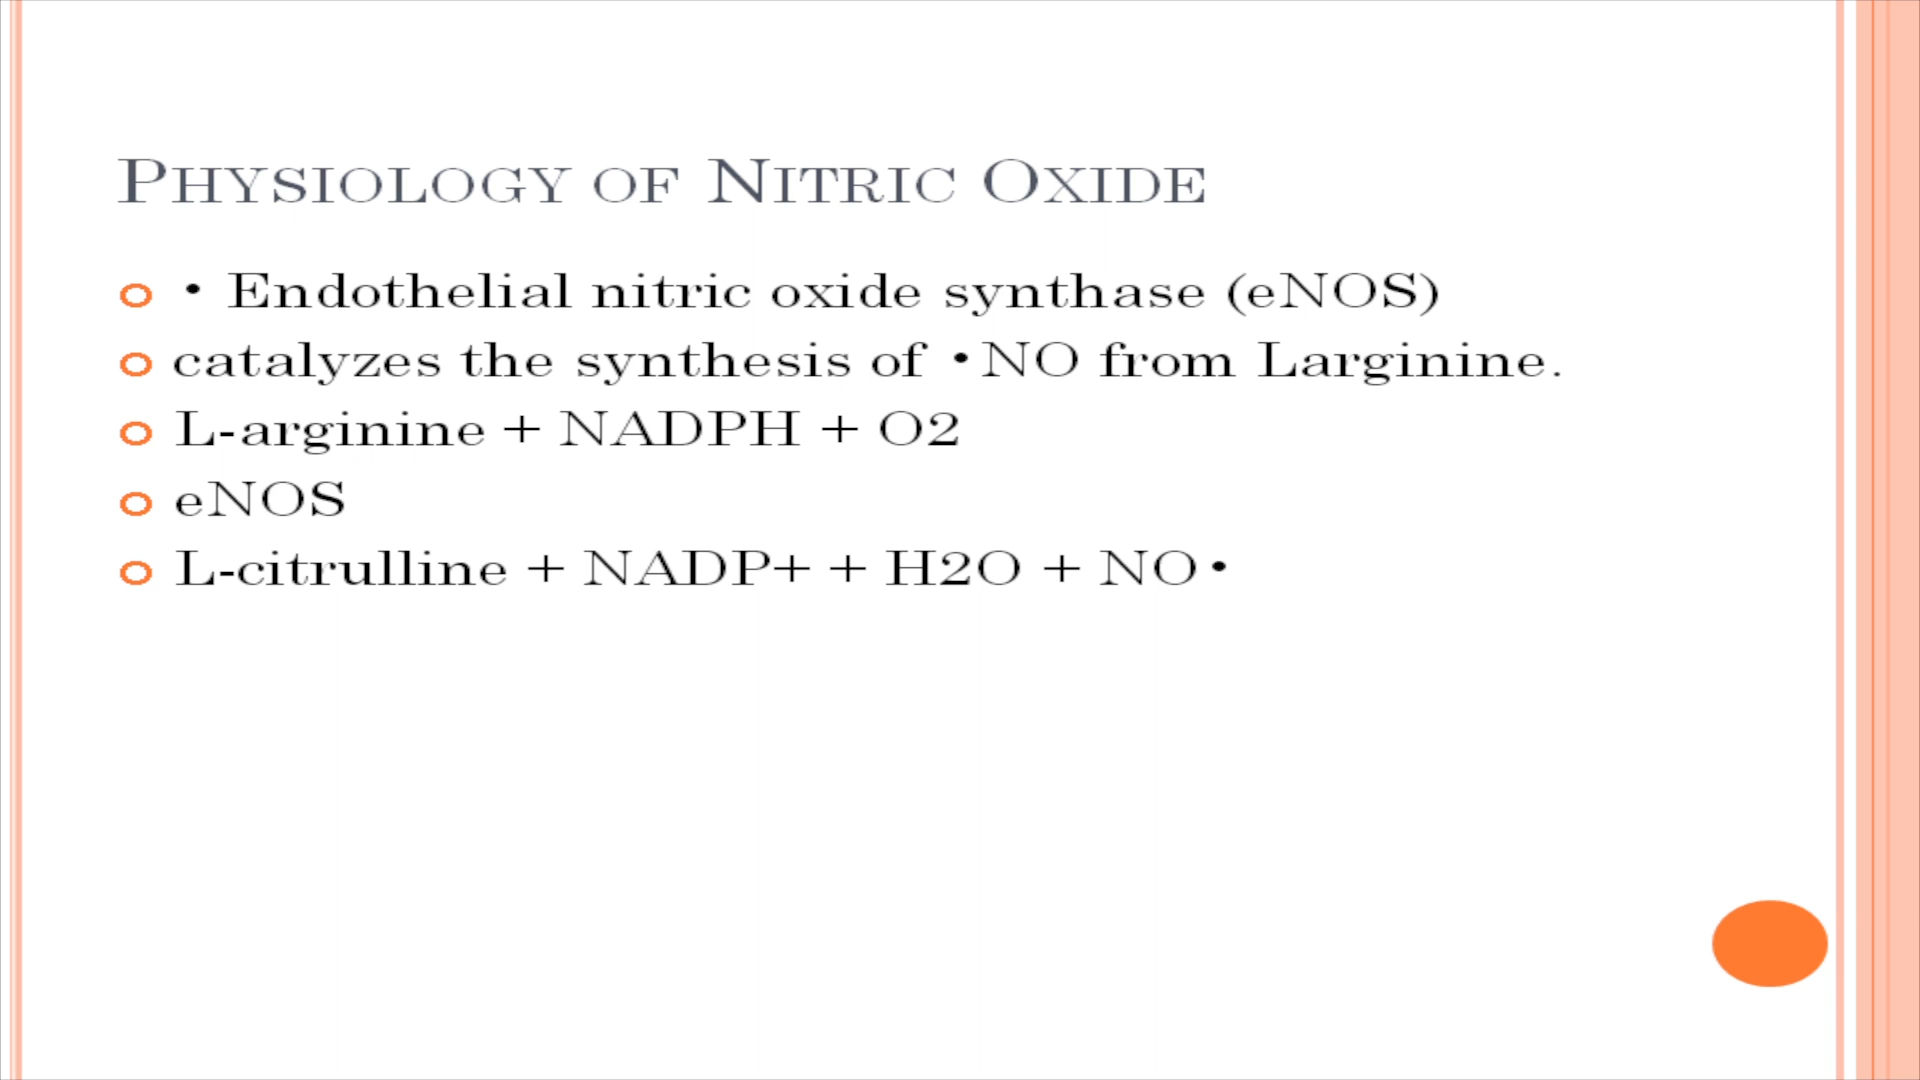 Physiology of Nitric Oxide
• Endothelial nitric oxide synthase (eNOS)
catalyzes the synthesis of •NO from Larginine.
L-arginine + NADPH + O2
eNOS
L-citrulline + NADP+ + H2O + NO•